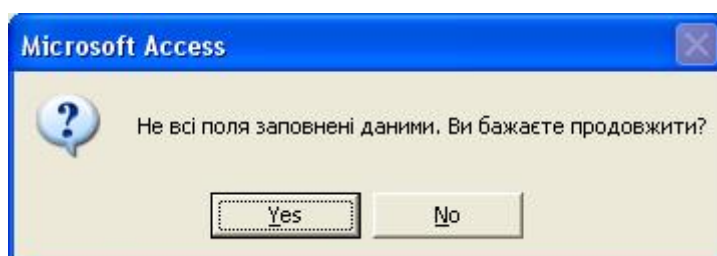 Microsoft Access
Не всі поля заповнені даними. Ви бажаєте продовжити?
Yes
No